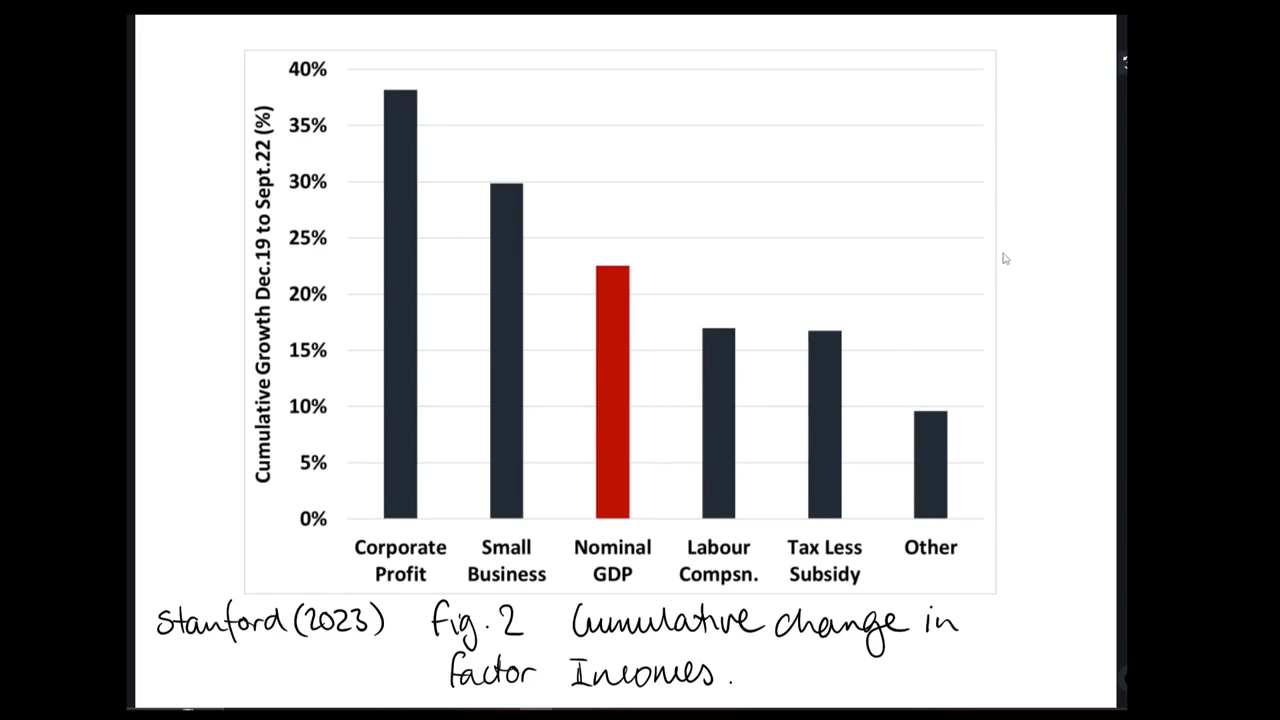 Cumulative Growth Dec.19 to Sept.22 (%)
40%
35%
30%
25%
20%
15%
10%
5%
0%
Corporate Profit
Small Business
Nominal GDP
Labour Compsn.
Tax Less Subsidy
Other
Stanford (2023) Fig. 2 Cumulative change in
factor Incomes.